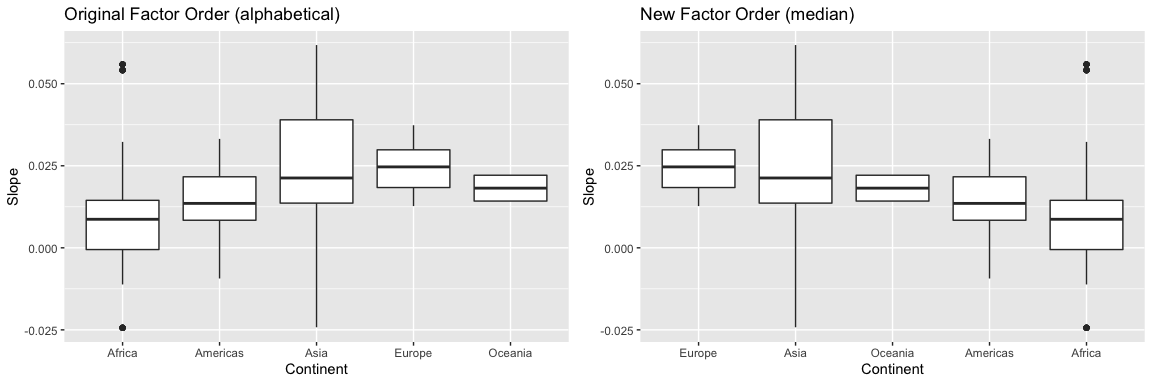 Original Factor Order (alphabetical)
Slope
0.050
0.025
0.000
-0.025
Africa Americas Asia Europe Oceania
Continent
New Factor Order (median)
Slope
0.050
0.025
0.000
-0.025
Europe Asia Oceania Americas Africa
Continent